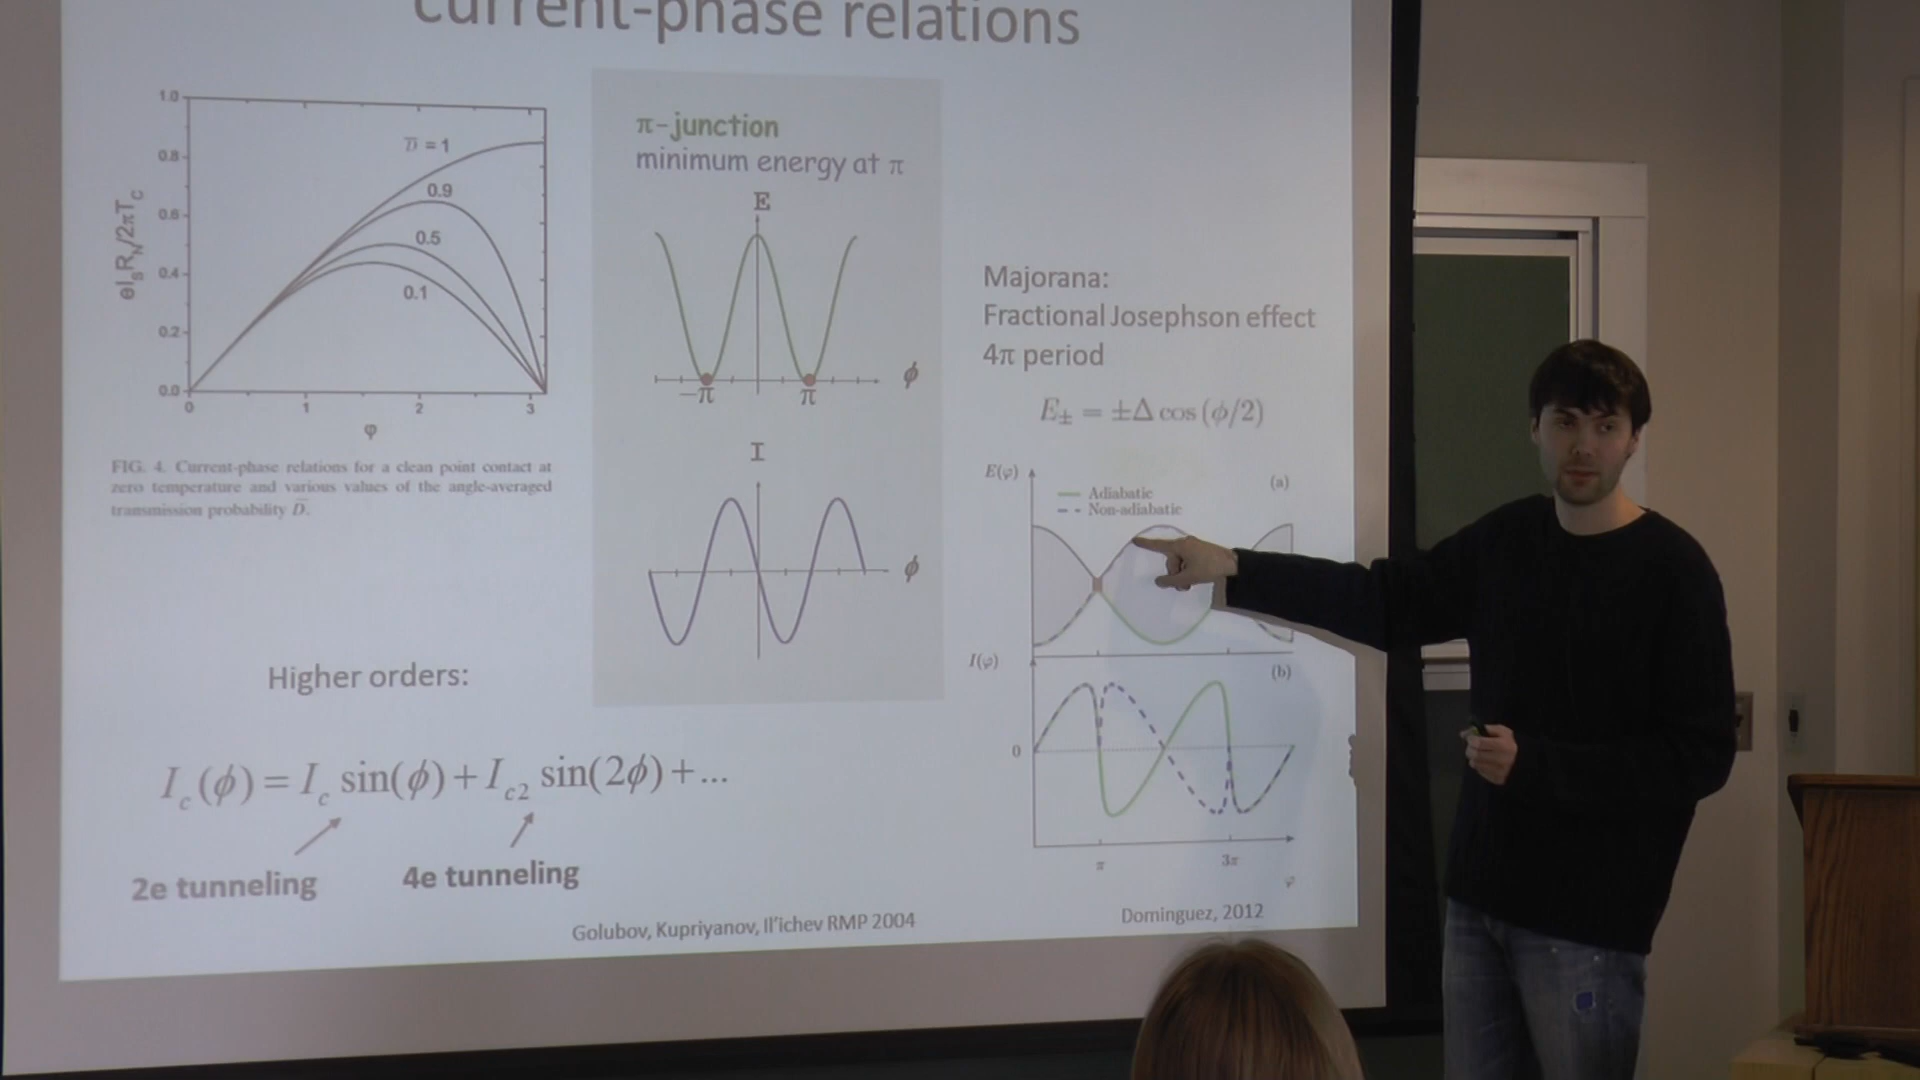 current-phase relations
1.0
0.8
0.6
0.4
0.2
0.0
0
1
2
3
eI_SR_N/2πT_C
φ
D̅ = 1
0.9
0.5
0.1
FIG. 4. Current-phase relations for a clean point contact at
zero temperature and various values of the angle-averaged
transmission probability D̅.
π-junction
minimum energy at π
E
ϕ
−π
π
I
ϕ
Majorana:
Fractional Josephson effect
4π period
E± = ±Δ cos (ϕ/2)
E(φ)
(a)
Adiabatic
Non-adiabatic
I(φ)
(b)
0
π
3π
φ
Higher orders:
I_c(ϕ) = I_c sin(ϕ) + I_c2 sin(2ϕ) + ...
2e tunneling
4e tunneling
Golubov, Kupriyanov, Il'ichev RMP 2004
Dominguez, 2012